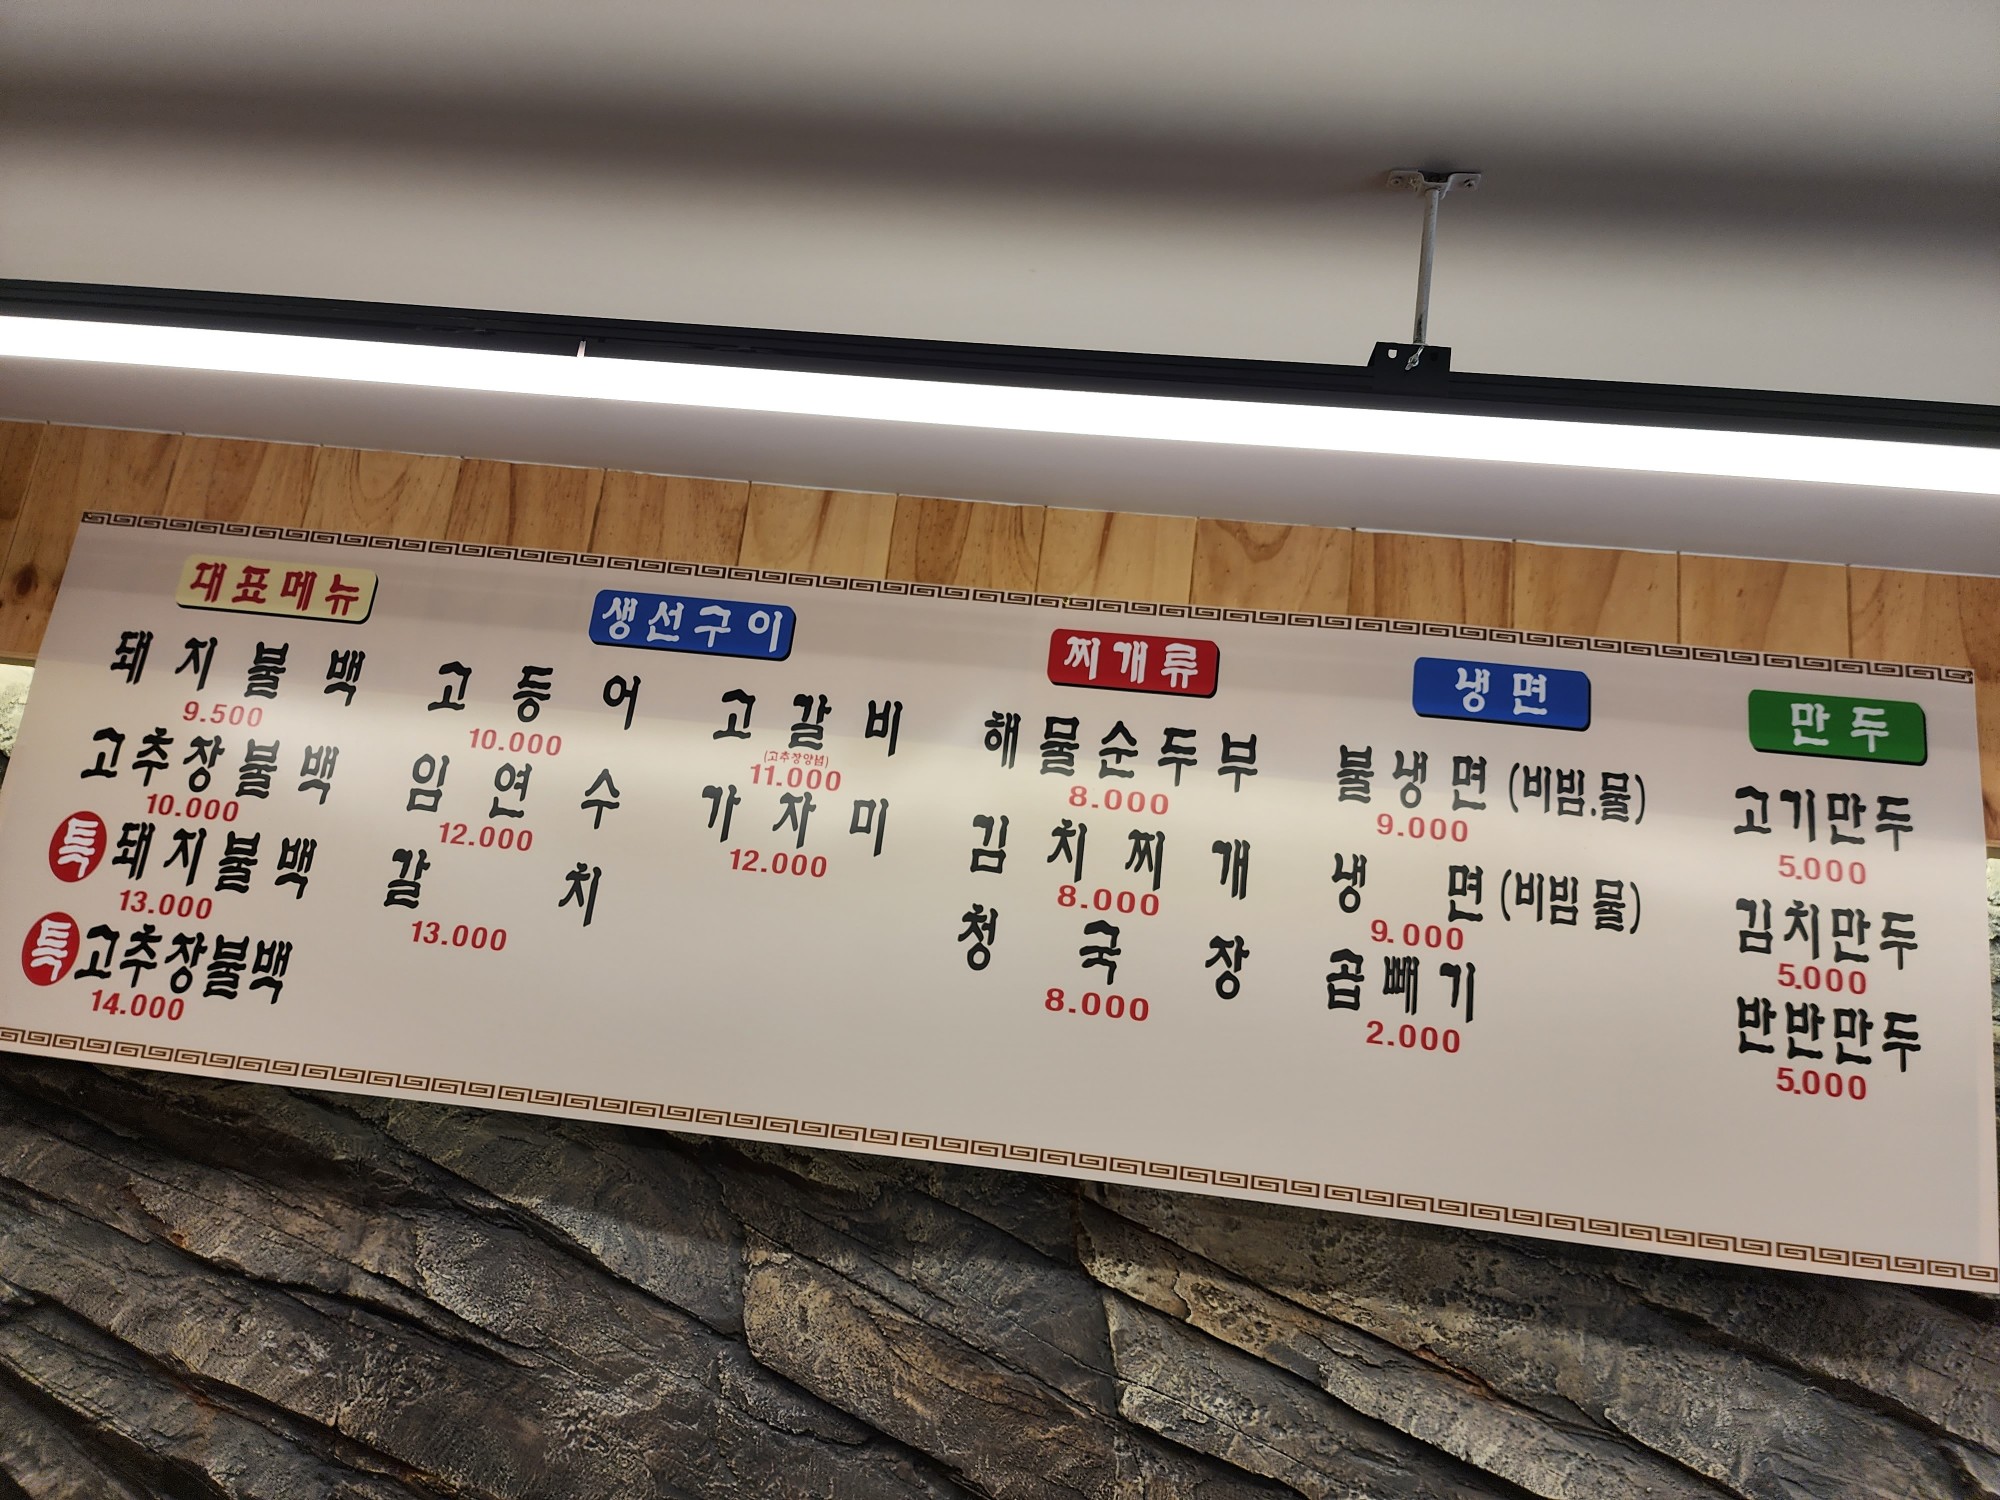 대표메뉴
돼지불백
9.500
고추장불백
10.000
특 돼지불백
13.000
특 고추장불백
14.000
생선구이
고등어
10.000
임연수
12.000
갈치
13.000
고갈비
(고추장양념)
11.000
가자미
12.000
찌개류
해물순두부
8.000
김치찌개
8.000
청국장
8.000
냉면
불냉면 (비빔.물)
9.000
냉면 (비빔 물)
9.000
곱빼기
2.000
만두
고기만두
5.000
김치만두
5.000
반반만두
5.000